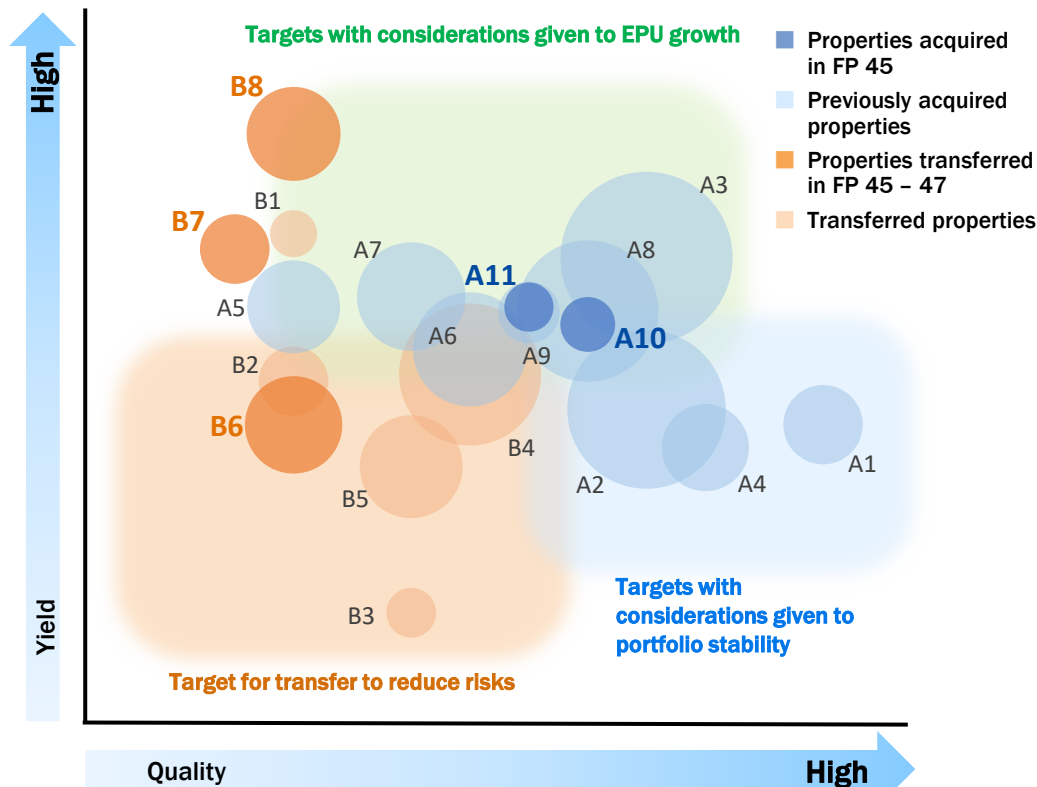 High
Yield
Targets with considerations given to EPU growth
Properties acquired
in FP 45
Previously acquired
properties
Properties transferred
in FP 45 – 47
Transferred properties
B8
B1
B7
A7
A3
A8
A11
A5
A6
A9
A10
B2
B6
B4
B5
A2
A4
A1
B3
Targets with
considerations given to
portfolio stability
Target for transfer to reduce risks
Quality
High